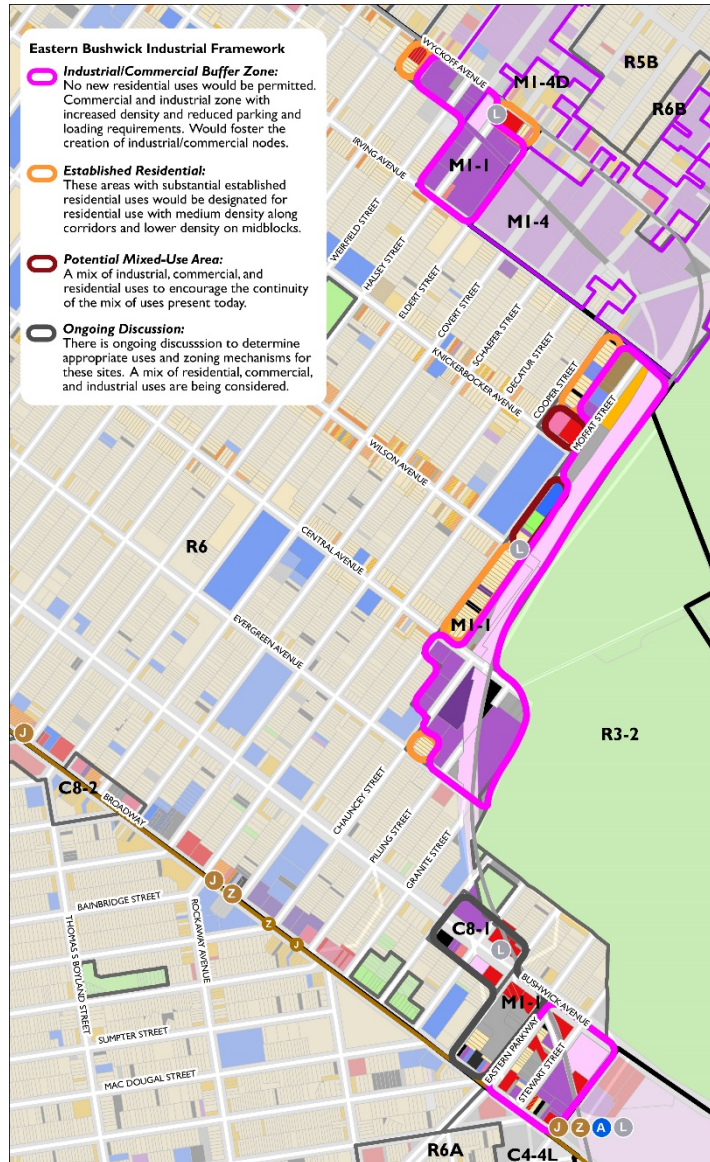 Eastern Bushwick Industrial Framework
Industrial/Commercial Buffer Zone:
No new residential uses would be permitted.
Commercial and industrial zone with
increased density and reduced parking and
loading requirements. Would foster the
creation of industrial/commercial nodes.
Established Residential:
These areas with substantial established
residential uses would be designated for
residential use with medium density along
corridors and lower density on midblocks.
Potential Mixed-Use Area:
A mix of industrial, commercial, and
residential uses to encourage the continuity
of the mix of uses present today.
Ongoing Discussion:
There is ongoing discusssion to determine
appropriate uses and zoning mechanisms for
these sites. A mix of residential, commercial,
and industrial uses are being considered.
WYCKOFF AVENUE
R5B
M1-4D
R6B
L
IRVING AVENUE
M1-1
M1-4
WEIRFIELD STREET
HALSEY STREET
ELDERT STREET
COVERT STREET
SCHAEFER STREET
DECATUR STREET
KNICKERBOCKER AVENUE
COOPER STREET
MOFFAT STREET
WILSON AVENUE
L
R6
CENTRAL AVENUE
M1-1
EVERGREEN AVENUE
R3-2
J
C8-2
BROADWAY
CHAUNCEY STREET
PILLING STREET
GRANITE STREET
J
Z
Z
J
BAINBRIDGE STREET
THOMAS S BOYLAND STREET
ROCKAWAY AVENUE
C8-1
L
M1-1
BUSHWICK AVENUE
SUMPTER STREET
EASTERN PARKWAY
STEWART STREET
MAC DOUGAL STREET
J Z A L
R6A
C4-4L